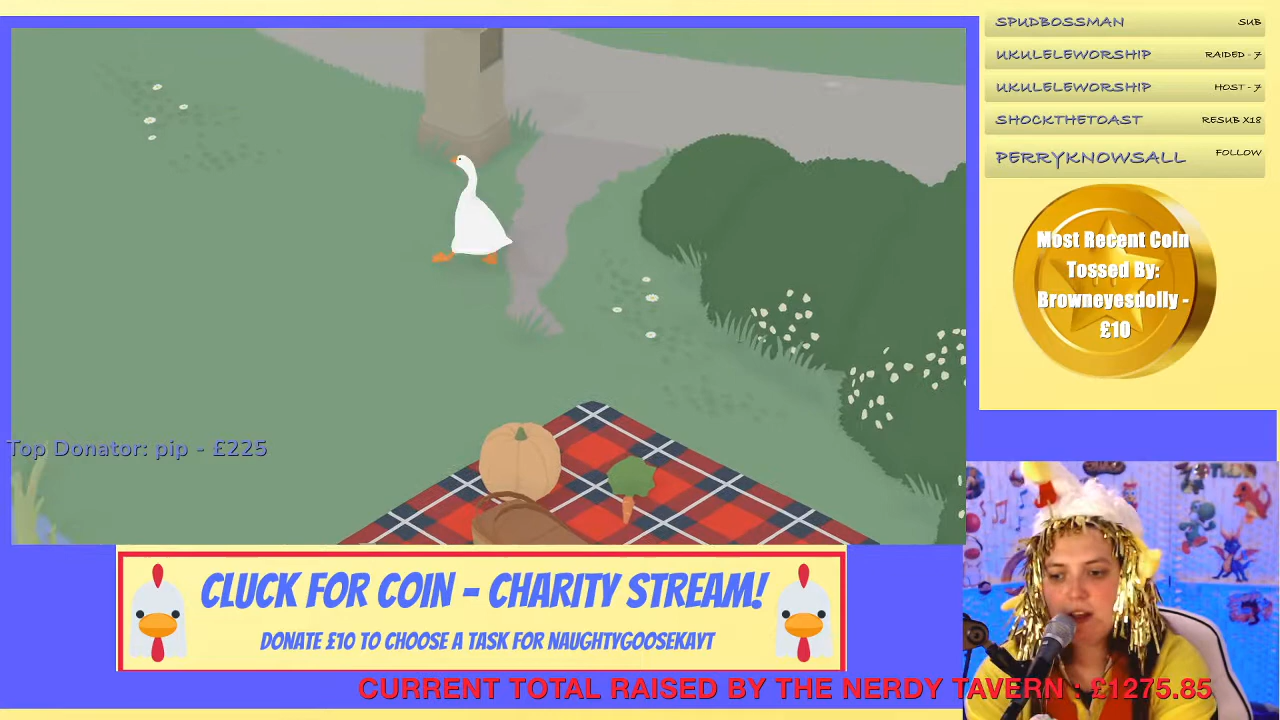 SPUDBOSSMAN SUB
UKULELEWORSHIP RAIDED - 7
UKULELEWORSHIP HOST - 7
SHOCKTHETOAST RESUB X18
PERRYKNOWSALL FOLLOW
Most Recent Coin
Tossed By:
Browneyesdolly -
£10
Top Donator: pip - £225
CLUCK FOR COIN - CHARITY STREAM!
DONATE £10 TO CHOOSE A TASK FOR NAUGHTYGOOSEKAYT
CURRENT TOTAL RAISED BY THE NERDY TAVERN : £1275.85